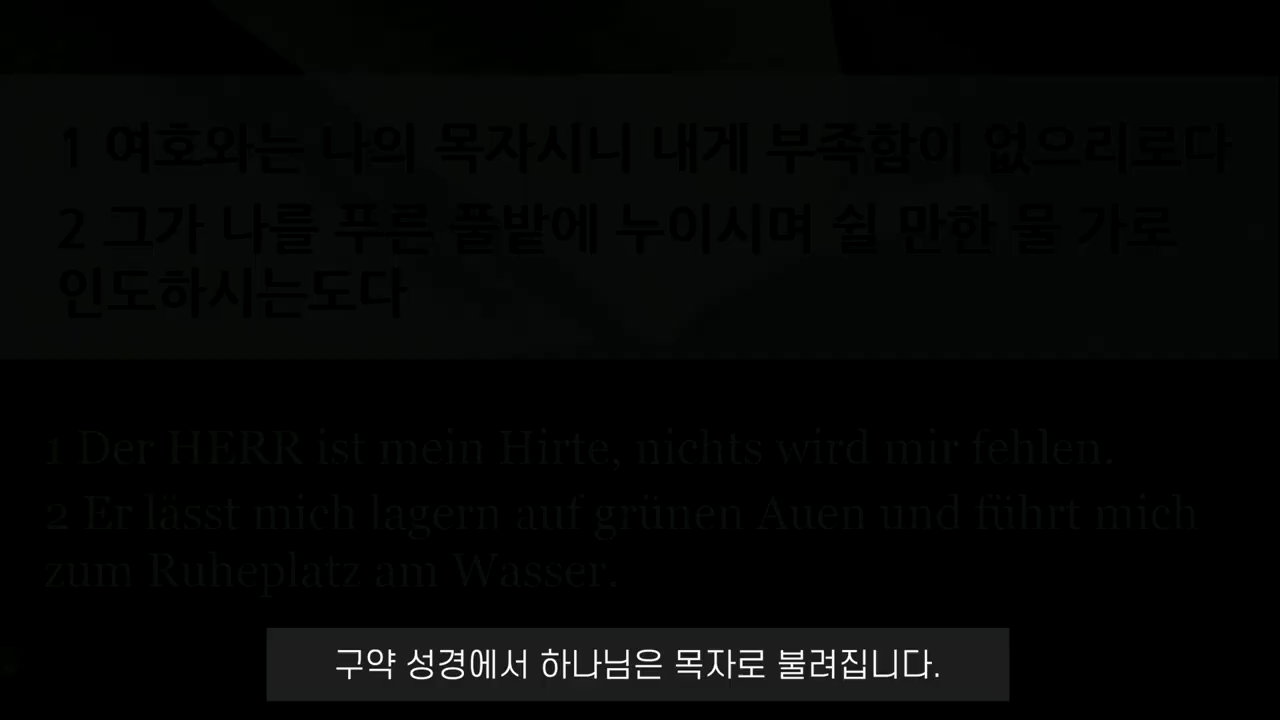 1 여호와는 나의 목자시니 내게 부족함이 없으리로다
2 그가 나를 푸른 풀밭에 누이시며 쉴 만한 물 가로
인도하시는도다
1 Der HERR ist mein Hirte, nichts wird mir fehlen.
2 Er lässt mich lagern auf grünen Auen und führt mich
zum Ruheplatz am Wasser.
구약 성경에서 하나님은 목자로 불려집니다.